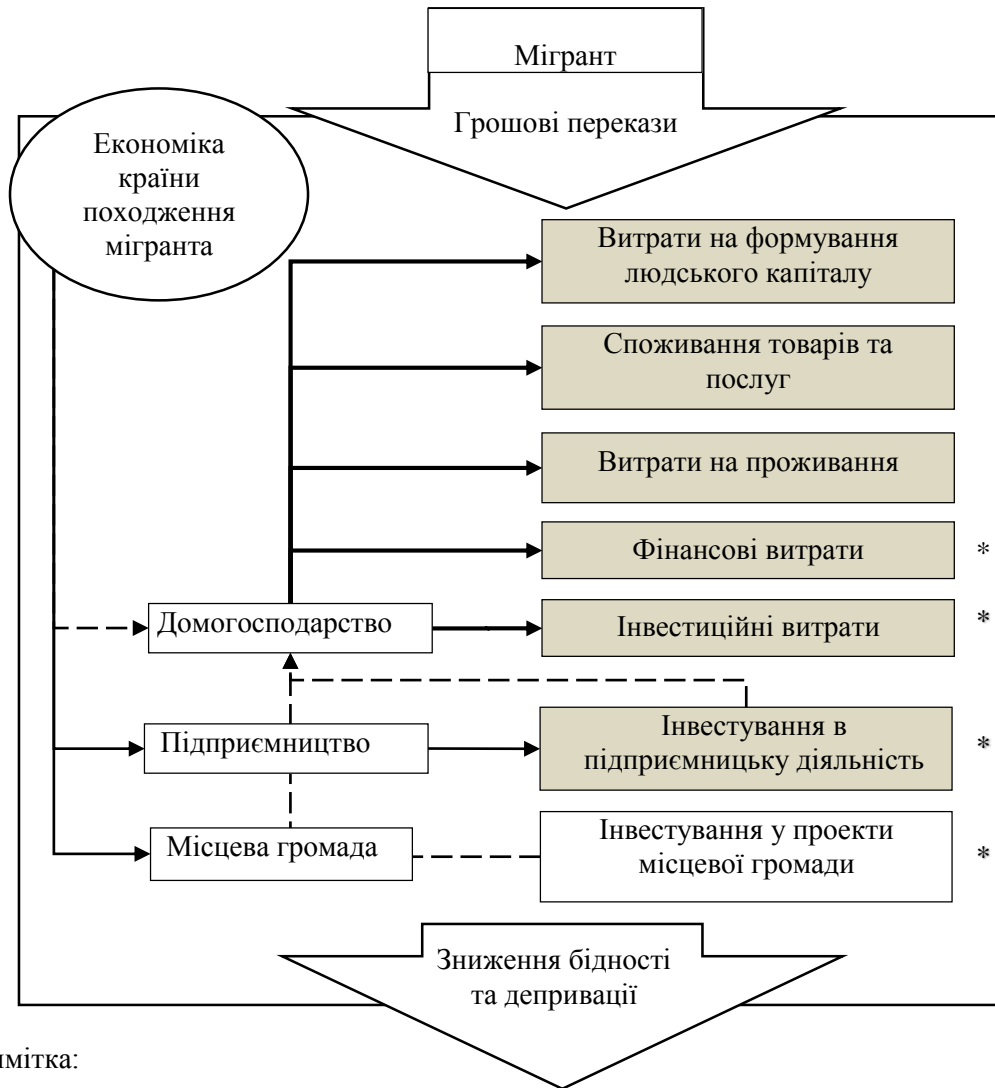 Мігрант
Грошові перекази
Економіка
країни
походження
мігранта
Витрати на формування
людського капіталу
Споживання товарів та
послуг
Витрати на проживання
Фінансові витрати *
Домогосподарство
Інвестиційні витрати *
Підприємництво
Інвестування в
підприємницьку діяльність *
Місцева громада
Інвестування у проекти
місцевої громади *
Зниження бідності
та депривації
імітка: